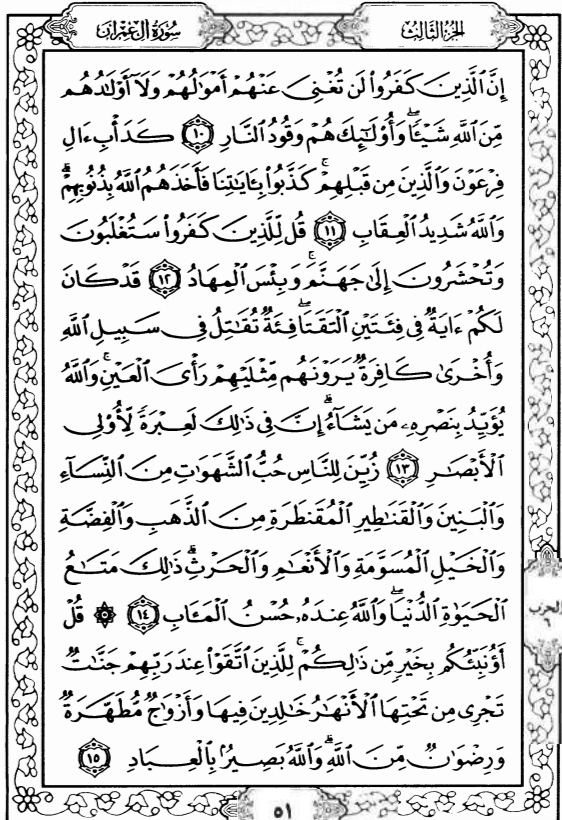 سُورَةُ آلِ عِمْرَانَ
الجُزْءُ الثَّالِثُ
إِنَّ ٱلَّذِينَ كَفَرُوا۟ لَن تُغْنِىَ عَنْهُمْ أَمْوَٰلُهُمْ وَلَآ أَوْلَٰدُهُم
مِّنَ ٱللَّهِ شَيْـًٔا ۖ وَأُو۟لَٰٓئِكَ هُمْ وَقُودُ ٱلنَّارِ ١٠ كَدَأْبِ ءَالِ
فِرْعَوْنَ وَٱلَّذِينَ مِن قَبْلِهِمْ ۚ كَذَّبُوا۟ بِـَٔايَٰتِنَا فَأَخَذَهُمُ ٱللَّهُ بِذُنُوبِهِمْ ۗ
وَٱللَّهُ شَدِيدُ ٱلْعِقَابِ ١١ قُل لِّلَّذِينَ كَفَرُوا۟ سَتُغْلَبُونَ
وَتُحْشَرُونَ إِلَىٰ جَهَنَّمَ ۚ وَبِئْسَ ٱلْمِهَادُ ١٢ قَدْ كَانَ
لَكُمْ ءَايَةٌ فِى فِئَتَيْنِ ٱلْتَقَتَا ۖ فِئَةٌ تُقَٰتِلُ فِى سَبِيلِ ٱللَّهِ
وَأُخْرَىٰ كَافِرَةٌ يَرَوْنَهُم مِّثْلَيْهِمْ رَأْىَ ٱلْعَيْنِ ۚ وَٱللَّهُ
يُؤَيِّدُ بِنَصْرِهِۦ مَن يَشَآءُ ۗ إِنَّ فِى ذَٰلِكَ لَعِبْرَةً لِّأُو۟لِى
ٱلْأَبْصَٰرِ ١٣ زُيِّنَ لِلنَّاسِ حُبُّ ٱلشَّهَوَٰتِ مِنَ ٱلنِّسَآءِ
وَٱلْبَنِينَ وَٱلْقَنَٰطِيرِ ٱلْمُقَنطَرَةِ مِنَ ٱلذَّهَبِ وَٱلْفِضَّةِ
وَٱلْخَيْلِ ٱلْمُسَوَّمَةِ وَٱلْأَنْعَٰمِ وَٱلْحَرْثِ ۗ ذَٰلِكَ مَتَٰعُ
ٱلْحَيَوٰةِ ٱلدُّنْيَا ۖ وَٱللَّهُ عِندَهُۥ حُسْنُ ٱلْمَـَٔابِ ١٤ ۞ قُلْ
أَؤُنَبِّئُكُم بِخَيْرٍ مِّن ذَٰلِكُمْ ۚ لِلَّذِينَ ٱتَّقَوْا۟ عِندَ رَبِّهِمْ جَنَّٰتٌ
تَجْرِى مِن تَحْتِهَا ٱلْأَنْهَٰرُ خَٰلِدِينَ فِيهَا وَأَزْوَٰجٌ مُّطَهَّرَةٌ
وَرِضْوَٰنٌ مِّنَ ٱللَّهِ ۗ وَٱللَّهُ بَصِيرٌۢ بِٱلْعِبَادِ ١٥
الحزب
٦
٥١